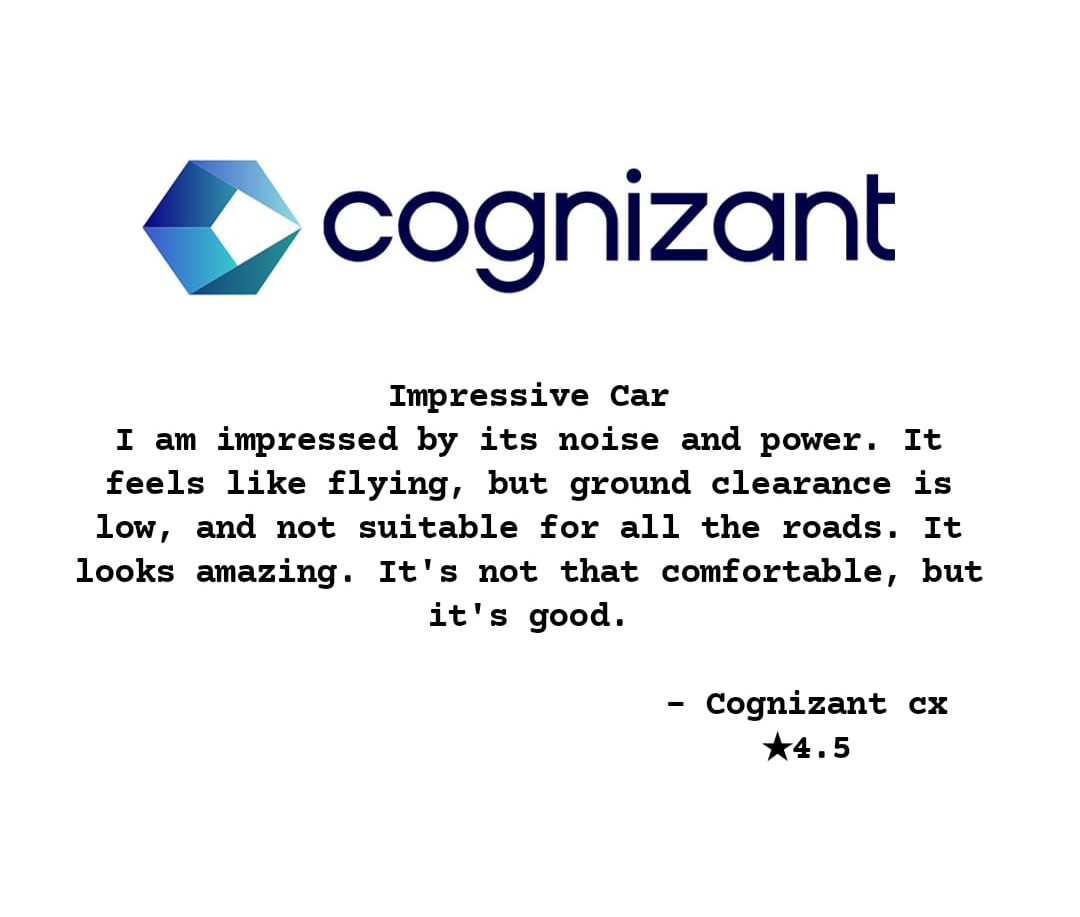 cognizant
Impressive Car
I am impressed by its noise and power. It
feels like flying, but ground clearance is
low, and not suitable for all the roads. It
looks amazing. It's not that comfortable, but
it's good.
- Cognizant cx
★4.5